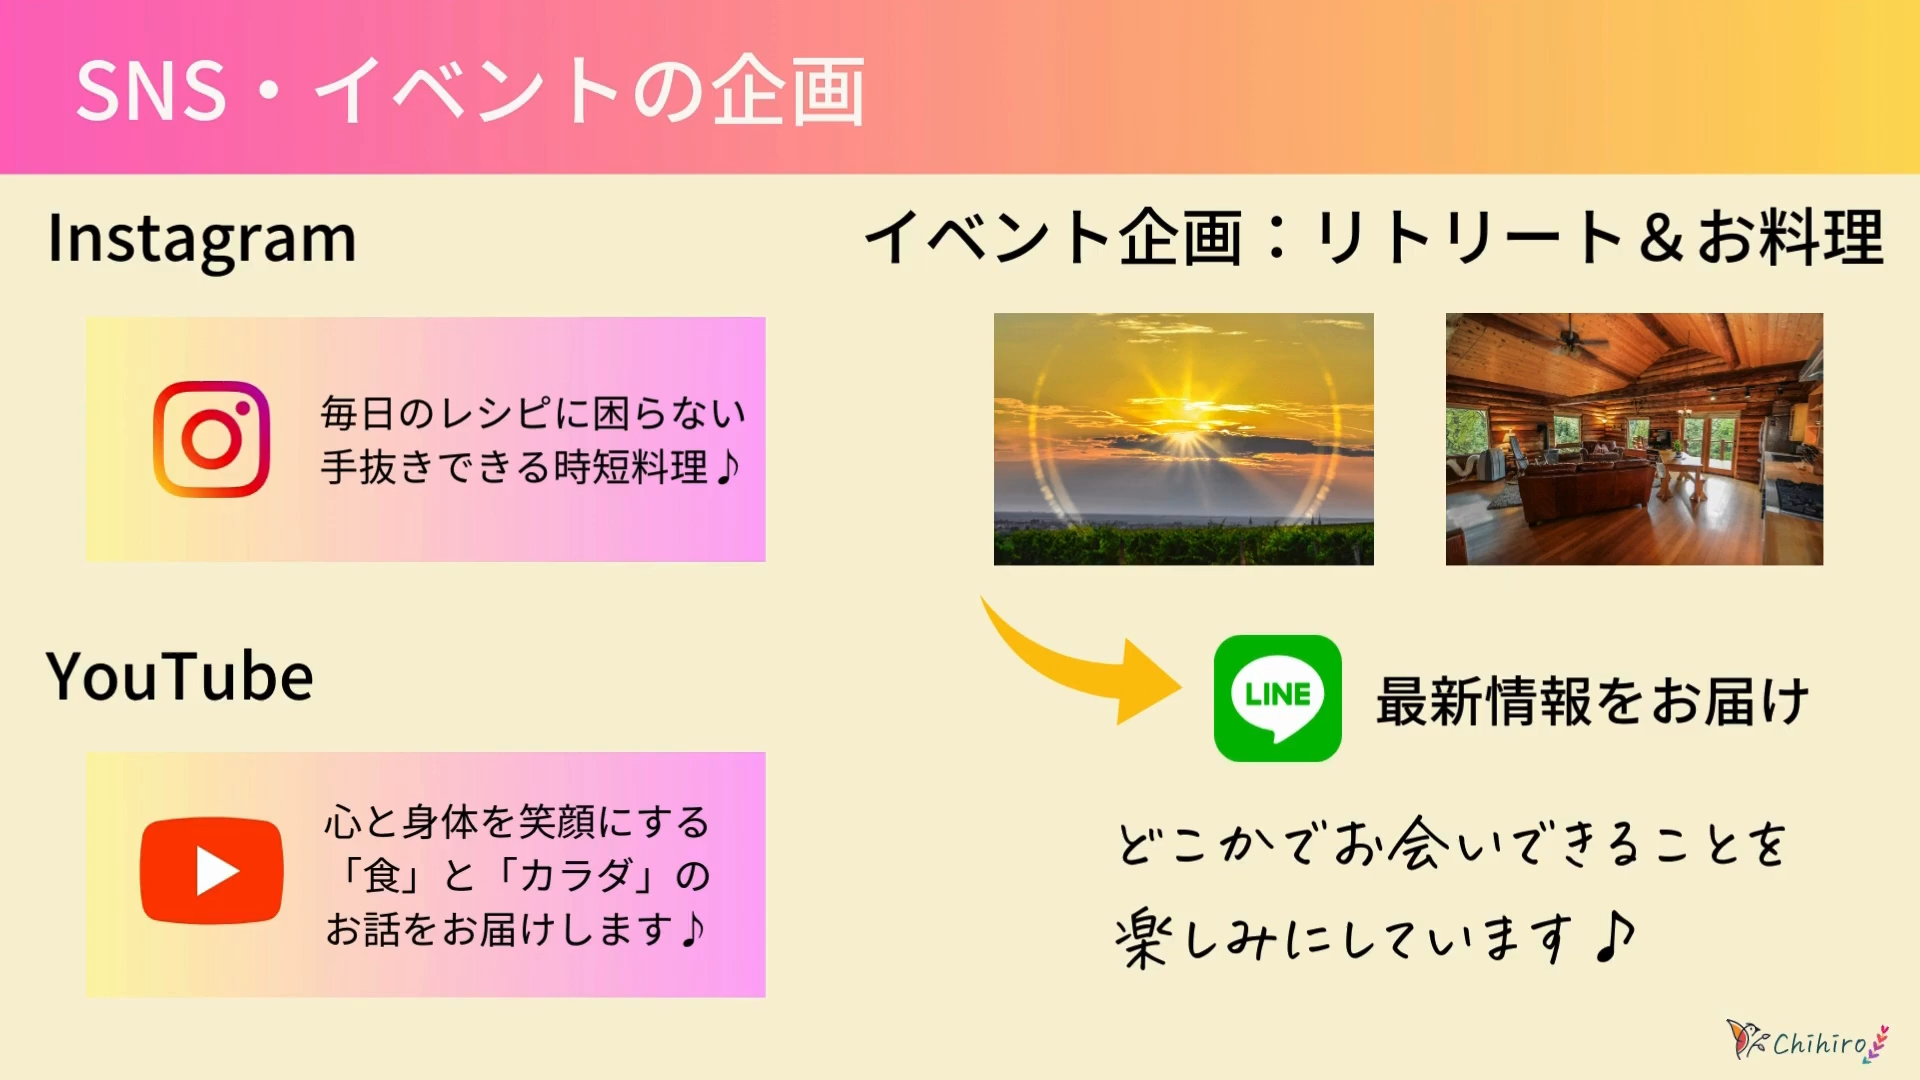 SNS・イベントの企画
Instagram
毎日のレシピに困らない
手抜きできる時短料理♪
YouTube
心と身体を笑顔にする
「食」と「カラダ」の
お話をお届けします♪
イベント企画：リトリート＆お料理
LINE
最新情報をお届け
どこかでお会いできることを
楽しみにしています♪
Chihiro